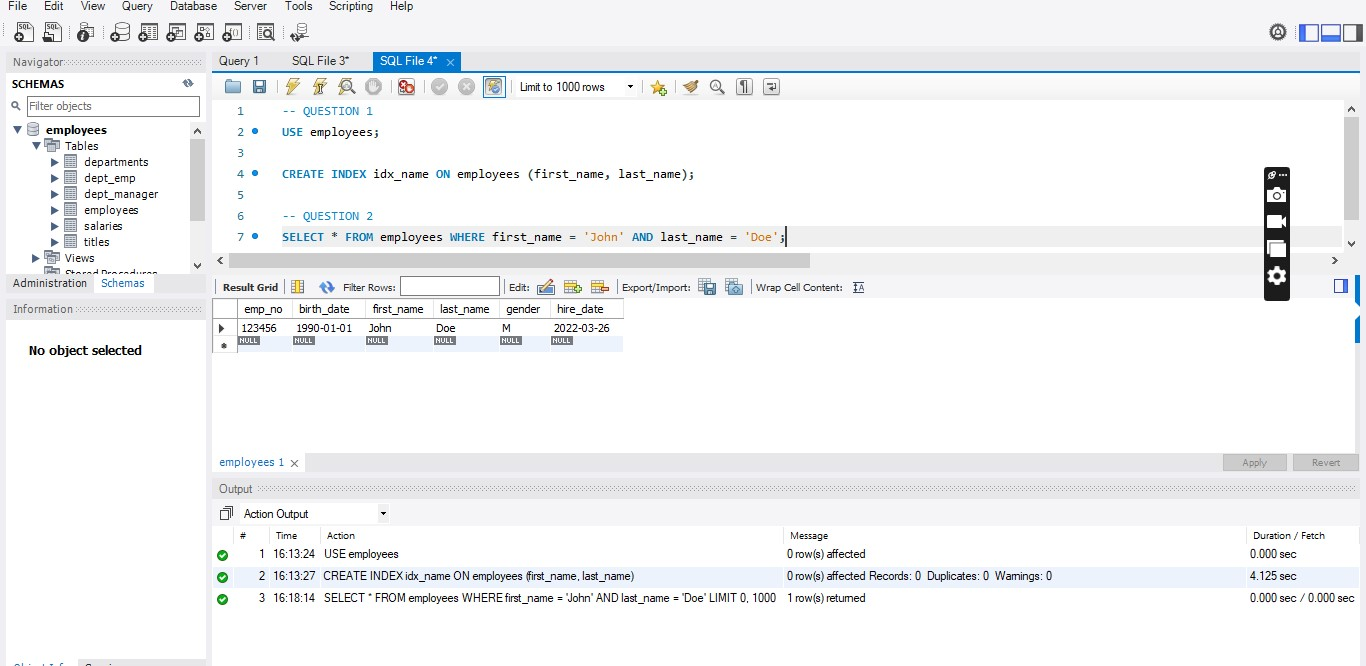 File Edit View Query Database Server Tools Scripting Help
Navigator
SCHEMAS
Filter objects
employees
Tables
departments
dept_emp
dept_manager
employees
salaries
titles
Views
Stored Procedures
Administration Schemas
Information
No object selected
Query 1 SQL File 3* SQL File 4*
Limit to 1000 rows
1 -- QUESTION 1
2 USE employees;
3
4 CREATE INDEX idx_name ON employees (first_name, last_name);
5
6 -- QUESTION 2
7 SELECT * FROM employees WHERE first_name = 'John' AND last_name = 'Doe';
Result Grid Filter Rows: Edit: Export/Import: Wrap Cell Content:
emp_no birth_date first_name last_name gender hire_date
123456 1990-01-01 John Doe M 2022-03-26
NULL NULL NULL NULL NULL NULL
employees 1
Apply Revert
Output
Action Output
# Time Action Message Duration / Fetch
1 16:13:24 USE employees 0 row(s) affected 0.000 sec
2 16:13:27 CREATE INDEX idx_name ON employees (first_name, last_name) 0 row(s) affected Records: 0 Duplicates: 0 Warnings: 0 4.125 sec
3 16:18:14 SELECT * FROM employees WHERE first_name = 'John' AND last_name = 'Doe' LIMIT 0, 1000 1 row(s) returned 0.000 sec / 0.000 sec